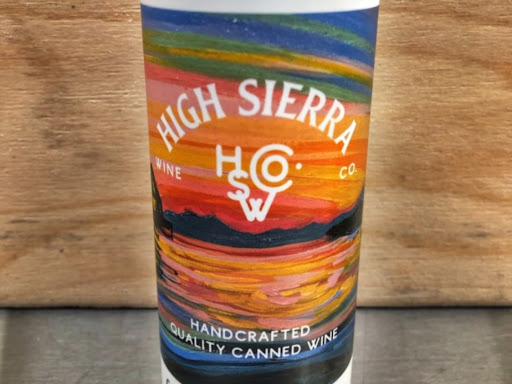 HIGH SIERRA
WINE CO.
HSWCO.
HANDCRAFTED
QUALITY CANNED WINE